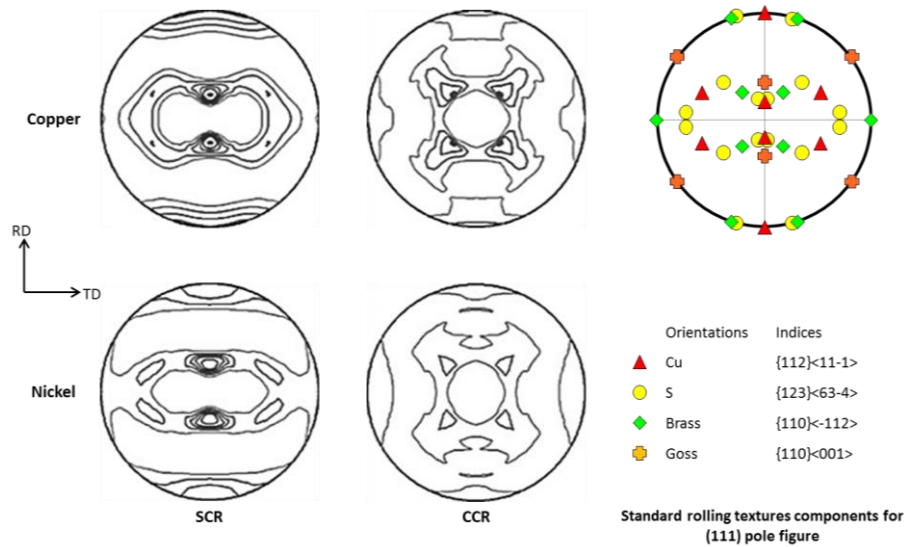 Copper
RD
TD
Nickel
SCR
CCR
Orientations Indices
Cu {112}<11-1>
S {123}<63-4>
Brass {110}<-112>
Goss {110}<001>
Standard rolling textures components for
(111) pole figure